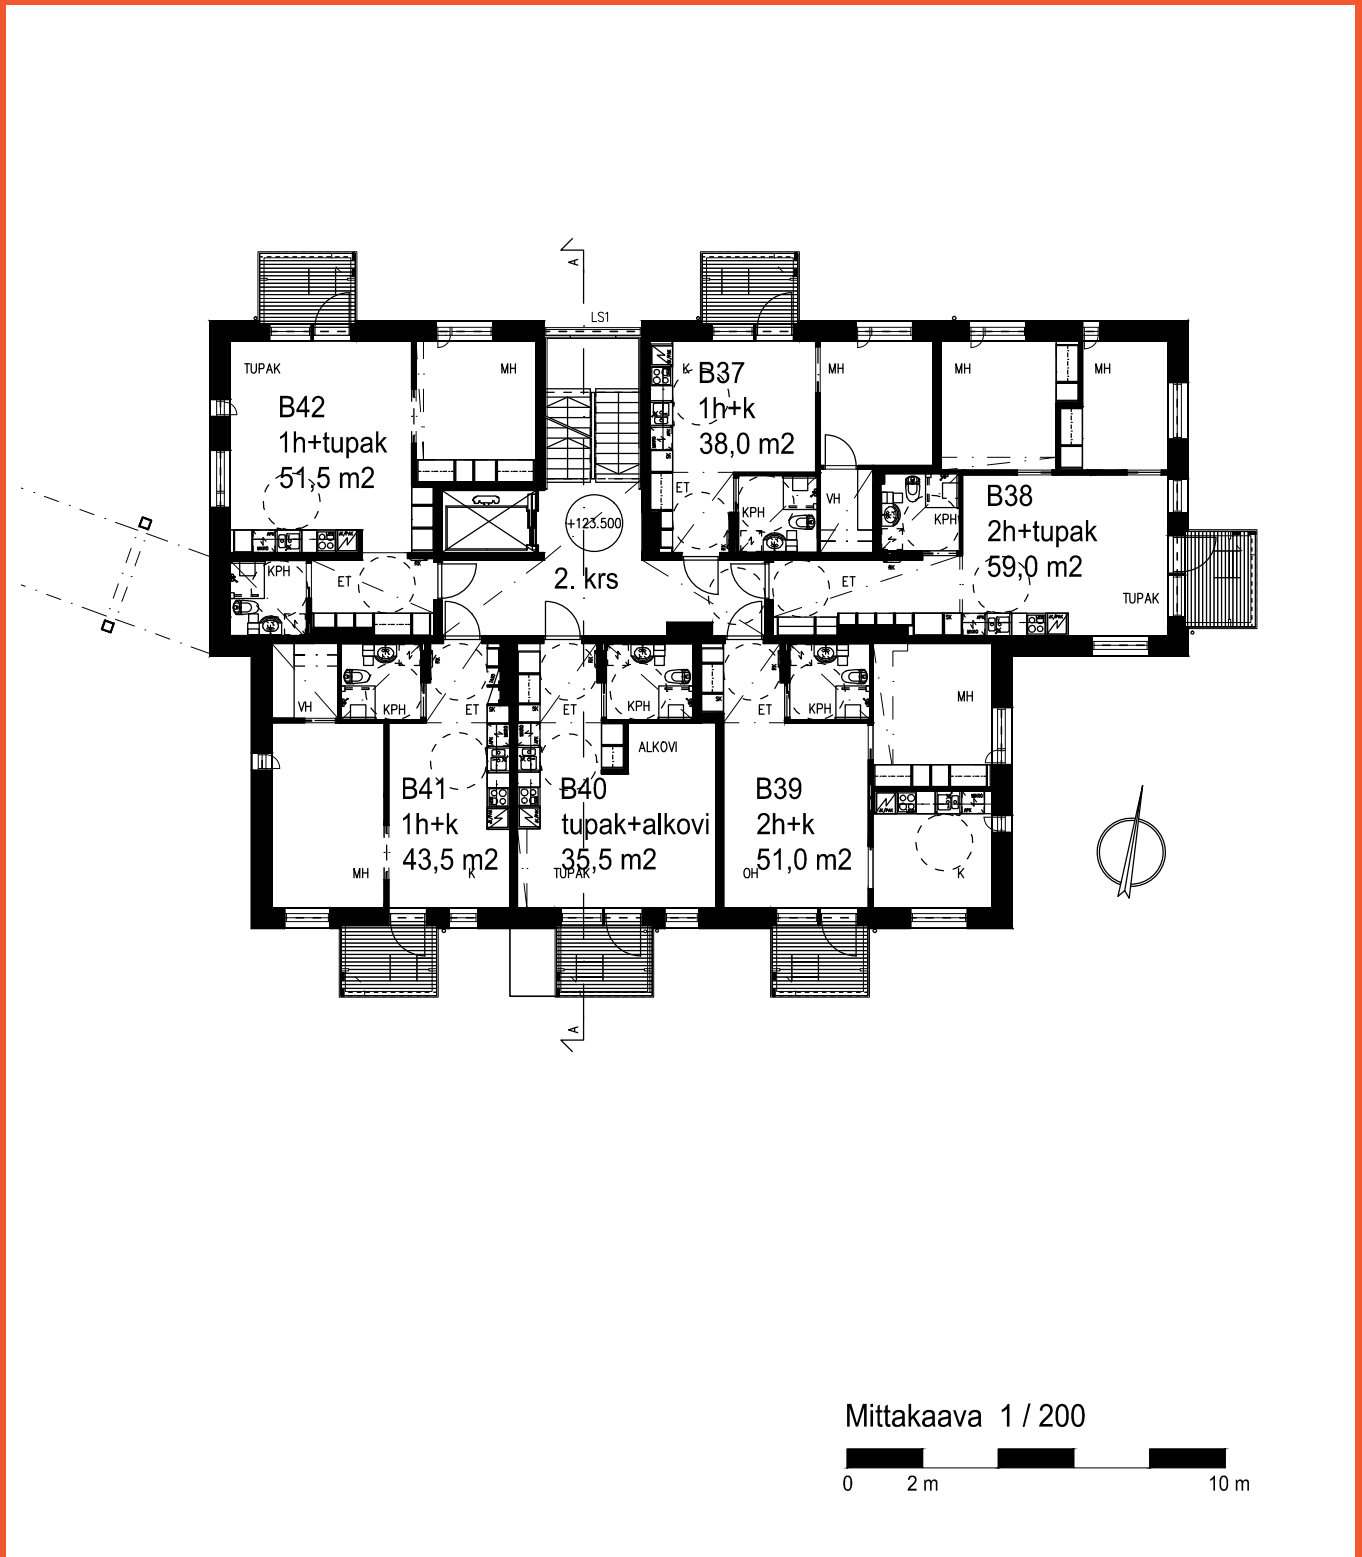 A
LS1
TUPAK
MH
K
MH
MH
MH
B42
1h+tupak
51,5 m2
B37
1h+k
38,0 m2
ET
VH
KPH
KPH
B38
2h+tupak
59,0 m2
+123.500
2. krs
KPH
ET
ET
TUPAK
VH
KPH
ET
ET
KPH
ET
KPH
MH
ALKOVI
B41
1h+k
43,5 m2
B40
tupak+alkovi
35,5 m2
B39
2h+k
51,0 m2
MH
K
TUPAK
OH
K
A
Mittakaava 1 / 200
0
2 m
10 m